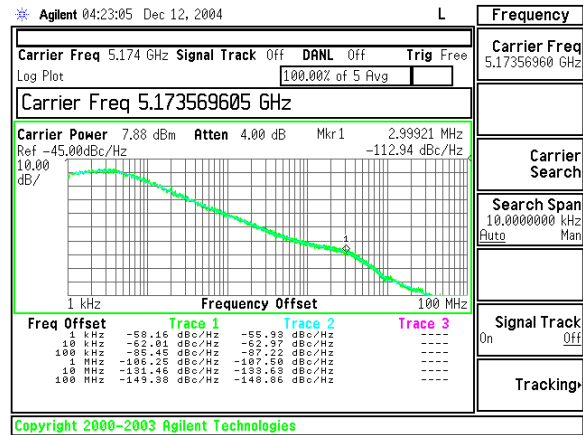 Agilent 04:23:05 Dec 12, 2004 L
Frequency
Carrier Freq 5.174 GHz Signal Track Off DANL Off Trig Free
Log Plot 100.00% of 5 Avg
Carrier Freq 5.173569605 GHz
Carrier Power 7.88 dBm Atten 4.00 dB Mkr1 2.99921 MHz
Ref -45.00dBc/Hz -112.94 dBc/Hz
10.00
dB/
1
1 kHz Frequency Offset 100 MHz
Freq Offset Trace 1 Trace 2 Trace 3
1 kHz -58.16 dBc/Hz -55.93 dBc/Hz ----
10 kHz -62.01 dBc/Hz -62.97 dBc/Hz ----
100 kHz -85.45 dBc/Hz -87.22 dBc/Hz ----
1 MHz -106.25 dBc/Hz -107.50 dBc/Hz ----
10 MHz -131.46 dBc/Hz -133.63 dBc/Hz ----
100 MHz -149.38 dBc/Hz -148.86 dBc/Hz ----
Copyright 2000-2003 Agilent Technologies
Carrier Freq
5.17356960 GHz
Carrier
Search
Search Span
10.0000000 kHz
Auto Man
Signal Track
On Off
Tracking